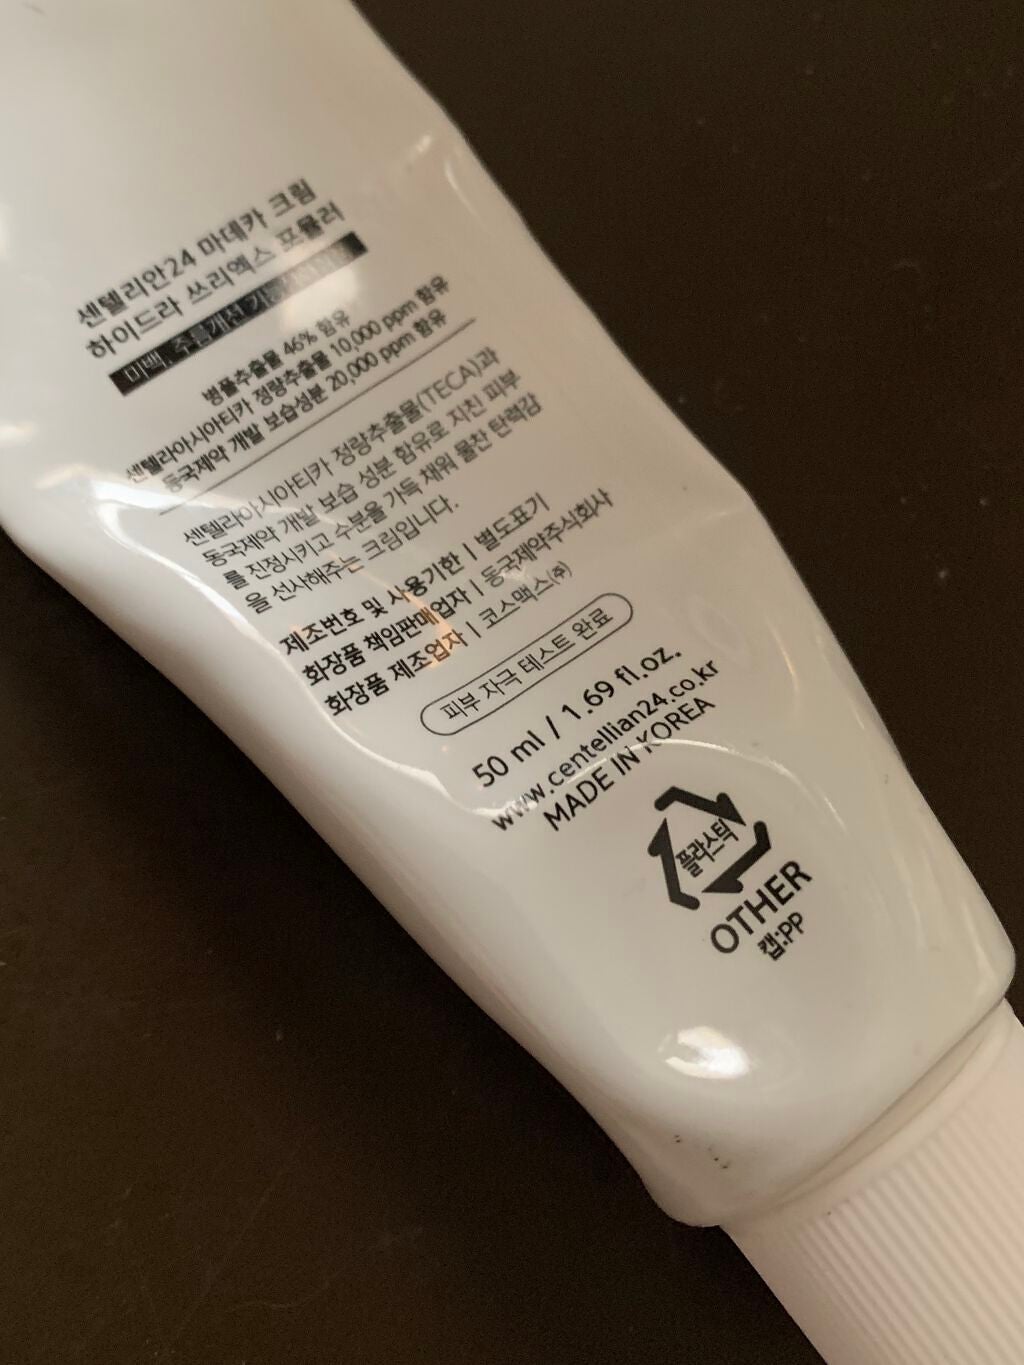 센텔리안24 마데카 크림
하이드라 쓰리엑스 포뮬러
미백, 주름개선
병풀추출물 46% 함유
센텔라아시아티카 정량추출물 10,000 ppm 함유
동국제약 개발 보습성분 20,000 ppm 함유
센텔라아시아티카 정량추출물(TECA)과
동국제약 개발 보습 성분 함유로 지친 피부
를 진정시키고 수분을 가득 채워 물찬 탄력감
을 선사해주는 크림입니다.
제조번호 및 사용기한 | 별도표기
화장품 책임판매업자 | 동국제약주식회사
화장품 제조업자 | 코스맥스(주)
피부 자극 테스트 완료
50 ml / 1.69 fl.oz.
www.centellian24.co.kr
MADE IN KOREA
플라스틱
OTHER
캡:PP